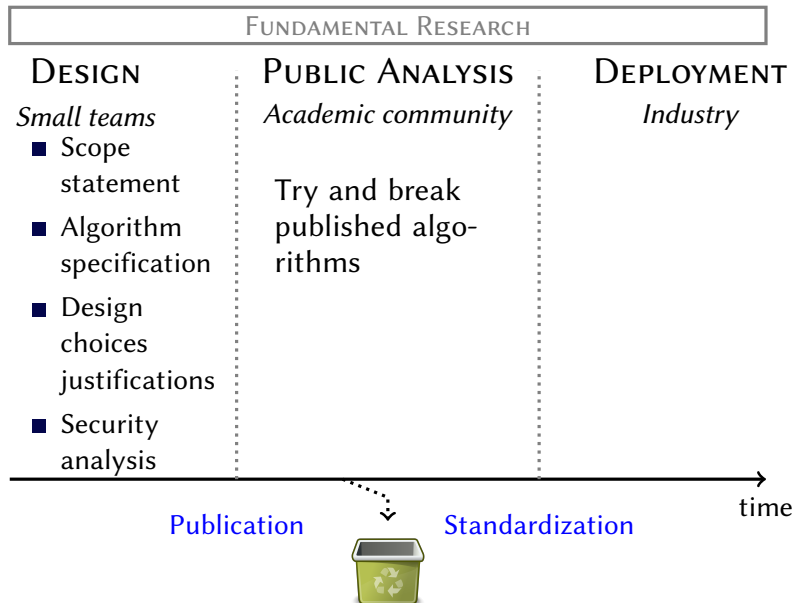 FUNDAMENTAL RESEARCH
DESIGN
Small teams
Scope
statement
Algorithm
specification
Design
choices
justifications
Security
analysis
PUBLIC ANALYSIS
Academic community
Try and break
published algo-
rithms
DEPLOYMENT
Industry
time
Publication
Standardization